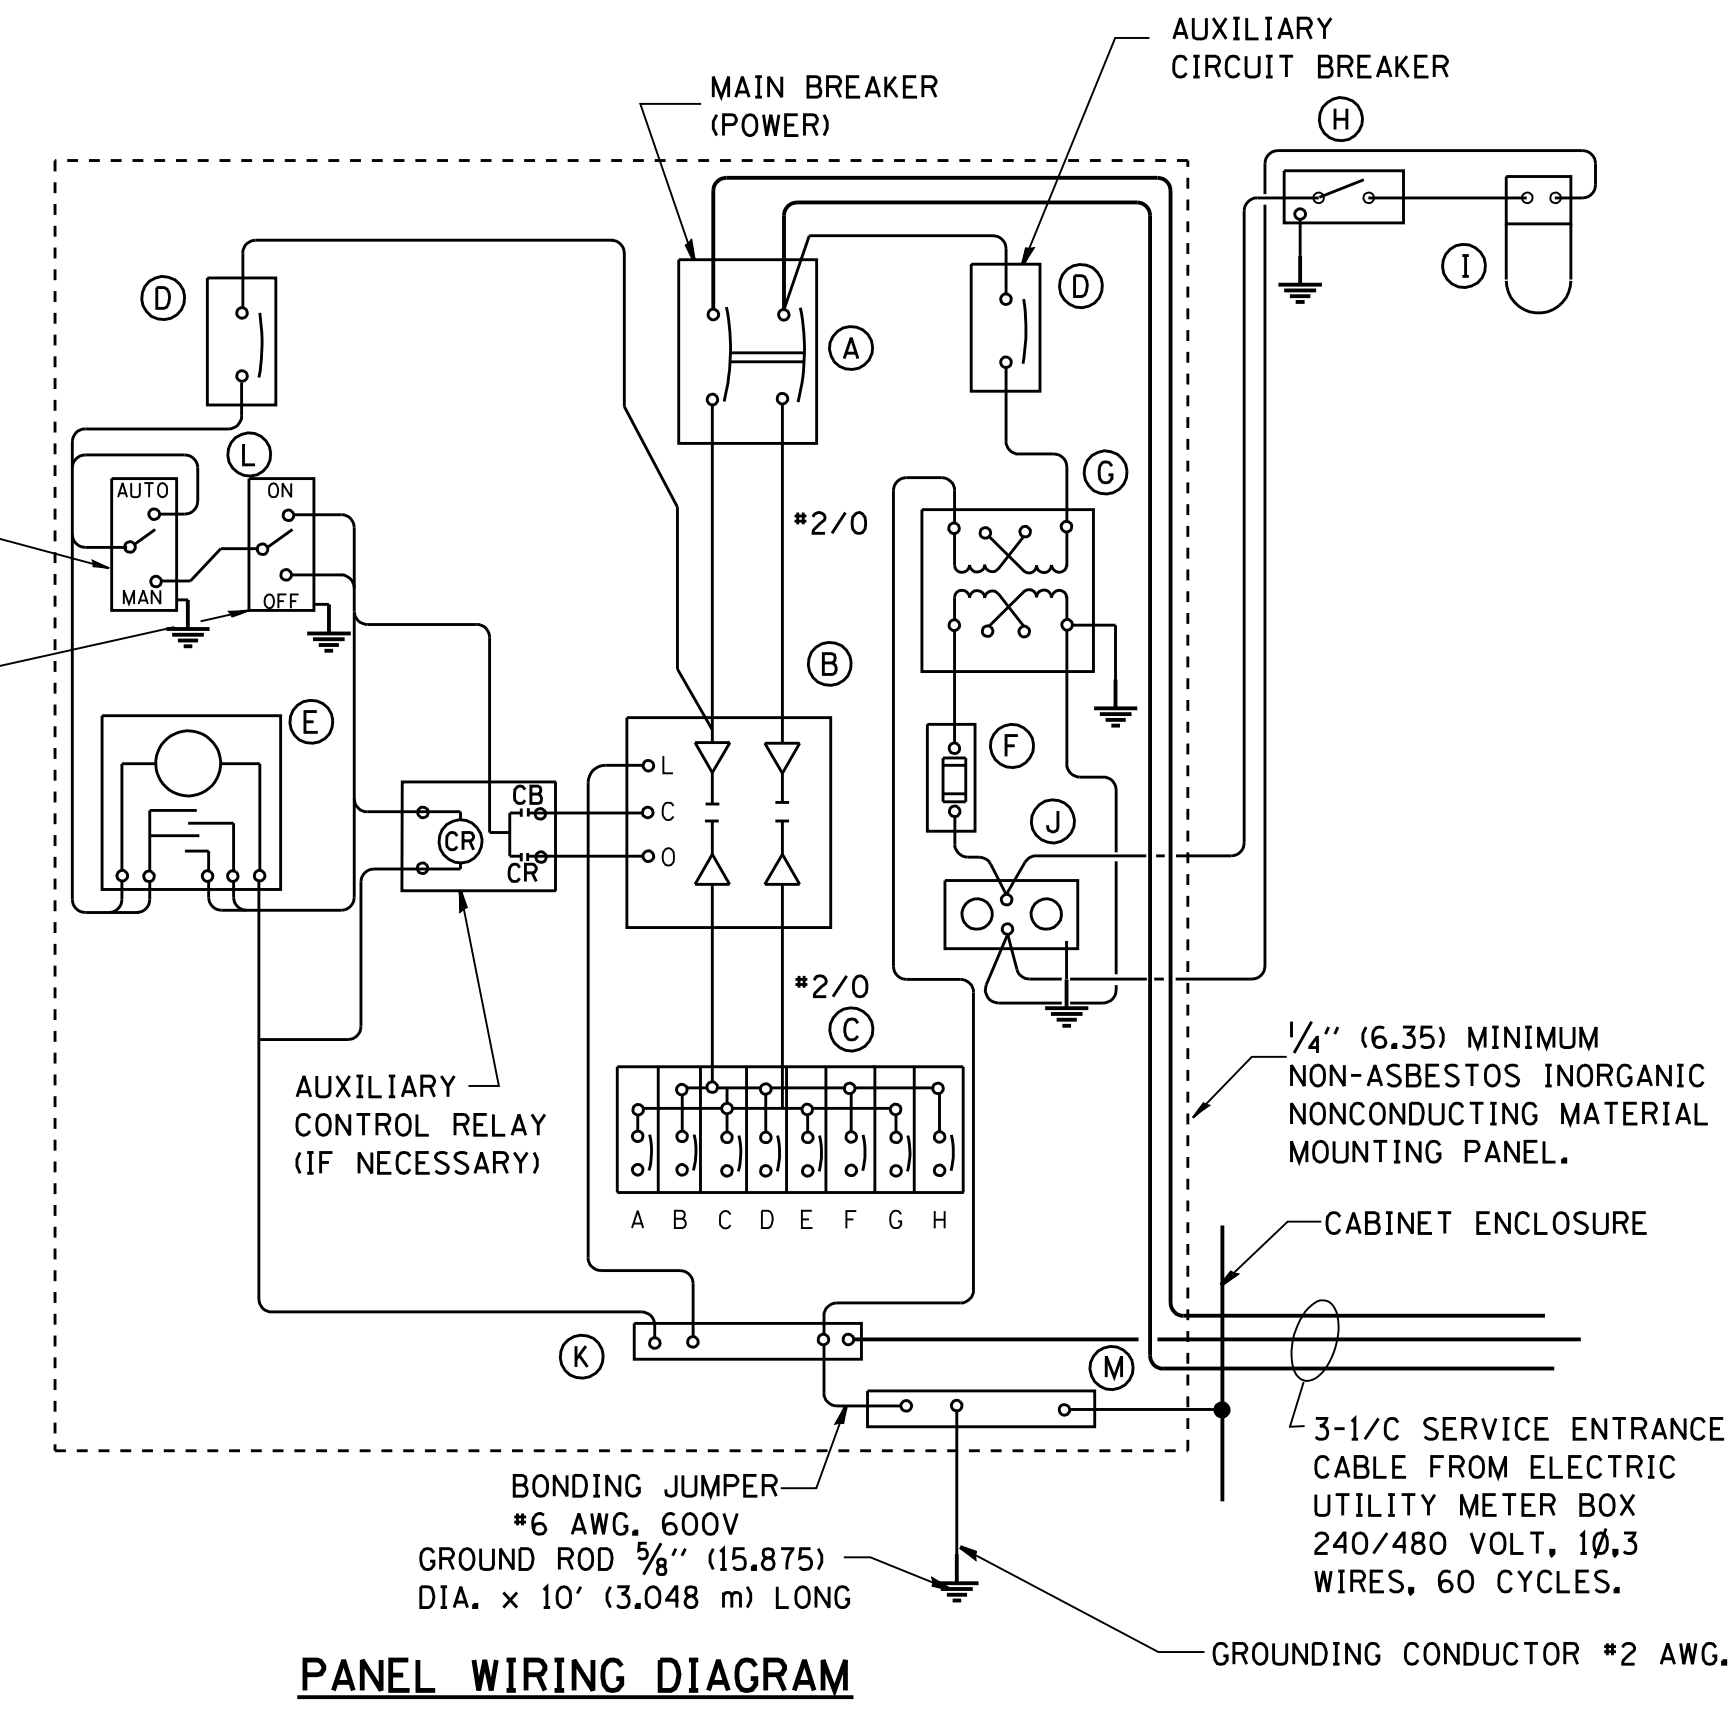 AUXILIARY
CIRCUIT BREAKER
MAIN BREAKER
(POWER)
H
I
D
D
A
L
G
AUTO
ON
#2/0
MAN
OFF
B
E
F
L
CB
C
J
CR
CR
O
#2/0
C
1/4" (6.35) MINIMUM
NON-ASBESTOS INORGANIC
NONCONDUCTING MATERIAL
MOUNTING PANEL.
AUXILIARY
CONTROL RELAY
(IF NECESSARY)
A B C D E F G H
CABINET ENCLOSURE
K
M
3-1/C SERVICE ENTRANCE
CABLE FROM ELECTRIC
UTILITY METER BOX
240/480 VOLT, 1Ø,3
WIRES, 60 CYCLES.
BONDING JUMPER
#6 AWG. 600V
GROUND ROD 5/8" (15.875)
DIA. x 10' (3.048 m) LONG
GROUNDING CONDUCTOR #2 AWG.
PANEL WIRING DIAGRAM